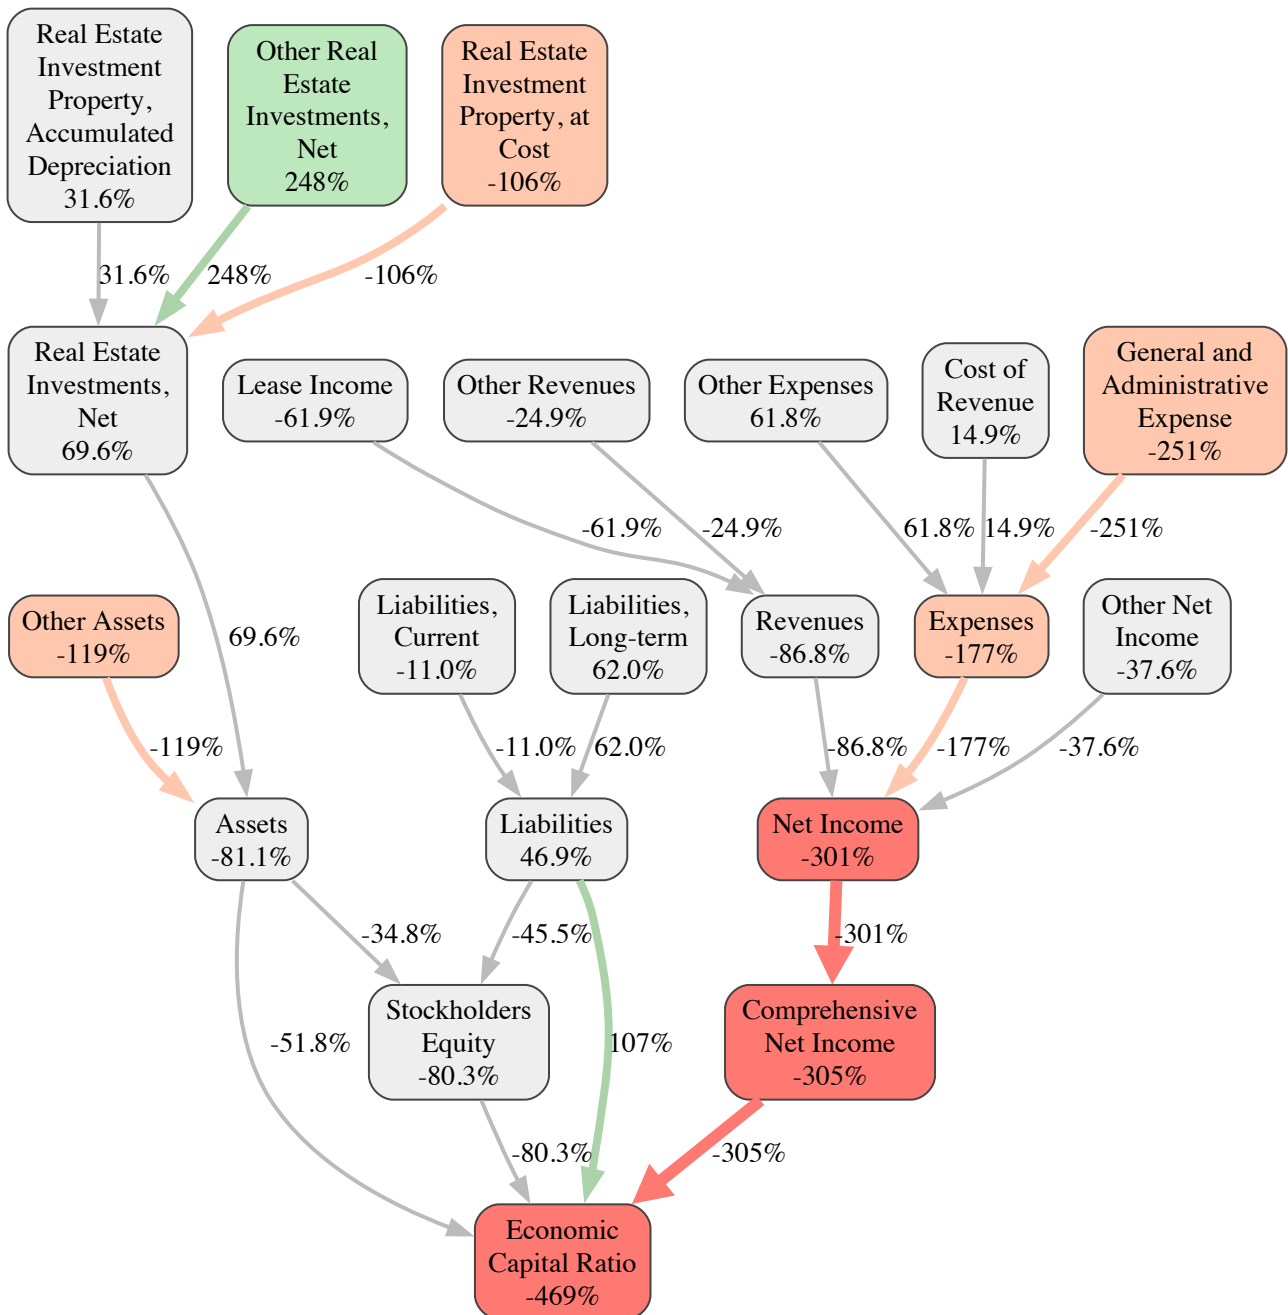 Real Estate
Investment
Property,
Accumulated
Depreciation
31.6%
Other Real
Estate
Investments,
Net
248%
Real Estate
Investment
Property, at
Cost
-106%
31.6%
248%
-106%
Real Estate
Investments,
Net
69.6%
Lease Income
-61.9%
Other Revenues
-24.9%
Other Expenses
61.8%
Cost of
Revenue
14.9%
General and
Administrative
Expense
-251%
-61.9%
-24.9%
61.8%
14.9%
-251%
Other Assets
-119%
69.6%
Liabilities,
Current
-11.0%
Liabilities,
Long-term
62.0%
Revenues
-86.8%
Expenses
-177%
Other Net
Income
-37.6%
-119%
-11.0%
62.0%
-86.8%
-177%
-37.6%
Assets
-81.1%
Liabilities
46.9%
Net Income
-301%
-34.8%
-45.5%
-301%
-51.8%
Stockholders
Equity
-80.3%
107%
Comprehensive
Net Income
-305%
-80.3%
-305%
Economic
Capital Ratio
-469%